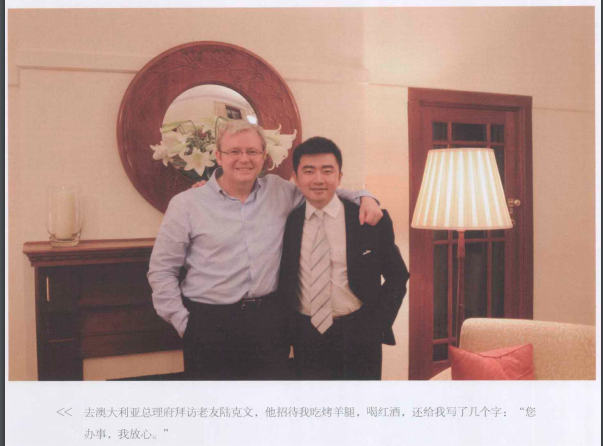 << 去澳大利亚总理府拜访老友陆克文，他招待我吃烤羊腿，喝红酒，还给我写了几个字：“您
办事，我放心。”